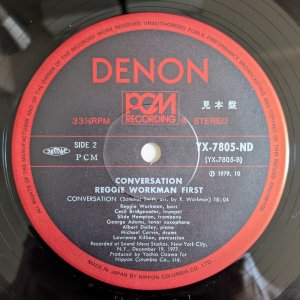 DENON
PCM
RECORDING
33⅓RPM
STEREO
見本盤
SIDE 2
PCM
YX-7805-ND
(YX-7805-B)
℗ 1979. 10
CONVERSATION
REGGIE WORKMAN FIRST
CONVERSATION (Sonelius Smith, arr. by R. Workman) 18:04
Reggie Workman, bass
Cecil Bridgewater, trumpet
Slide Hampton, trombone
George Adams, tenor saxophone
Albert Dailey, piano
Michael Carvin, drums
Lawrence Killian, percussion
Recorded at Sound Ideas Studio, New York City,
N.Y., December 19, 1977.
Produced by Yoshio Ozawa for
Nippon Columbia Co., Ltd.
MADE IN JAPAN BY NIPPON COLUMBIA CO., LTD.